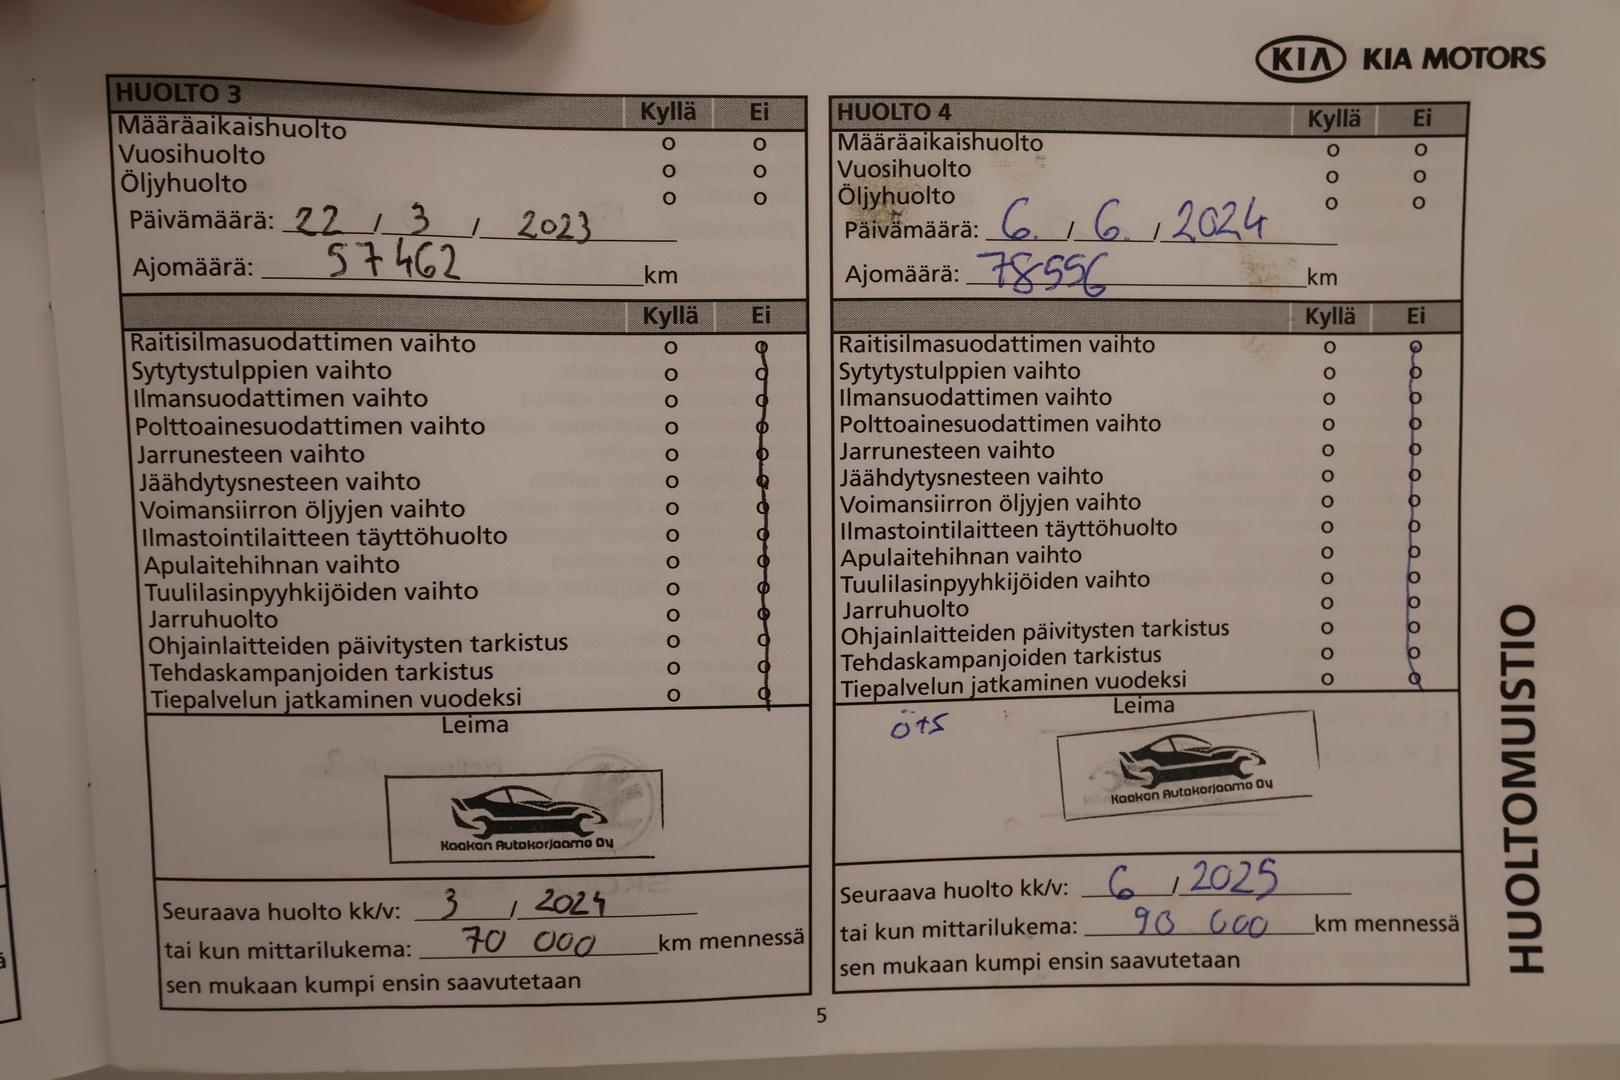 KIA KIA MOTORS
HUOLTO 3 Kyllä Ei
Määräaikaishuolto o o
Vuosihuolto o o
Öljyhuolto o o
Päivämäärä: 22 / 3 / 2023
Ajomäärä: 57462 km
Kyllä Ei
Raitisilmasuodattimen vaihto o o
Sytytystulppien vaihto o o
Ilmansuodattimen vaihto o o
Polttoainesuodattimen vaihto o o
Jarrunesteen vaihto o o
Jäähdytysnesteen vaihto o o
Voimansiirron öljyjen vaihto o o
Ilmastointilaitteen täyttöhuolto o o
Apulaitehihnan vaihto o o
Tuulilasinpyyhkijöiden vaihto o o
Jarruhuolto o o
Ohjainlaitteiden päivitysten tarkistus o o
Tehdaskampanjoiden tarkistus o o
Tiepalvelun jatkaminen vuodeksi o o
Leima
Kaakon Autokorjaamo Oy
Seuraava huolto kk/v: 3 / 2024
tai kun mittarilukema: 70 000 km mennessä
sen mukaan kumpi ensin saavutetaan
HUOLTO 4 Kyllä Ei
Määräaikaishuolto o o
Vuosihuolto o o
Öljyhuolto o o
Päivämäärä: 6. / 6. / 2024
Ajomäärä: 78556 km
Kyllä Ei
Raitisilmasuodattimen vaihto o o
Sytytystulppien vaihto o o
Ilmansuodattimen vaihto o o
Polttoainesuodattimen vaihto o o
Jarrunesteen vaihto o o
Jäähdytysnesteen vaihto o o
Voimansiirron öljyjen vaihto o o
Ilmastointilaitteen täyttöhuolto o o
Apulaitehihnan vaihto o o
Tuulilasinpyyhkijöiden vaihto o o
Jarruhuolto o o
Ohjainlaitteiden päivitysten tarkistus o o
Tehdaskampanjoiden tarkistus o o
Tiepalvelun jatkaminen vuodeksi o o
Leima
öts
Kaakon Autokorjaamo Oy
Seuraava huolto kk/v: 6 / 2025
tai kun mittarilukema: 90 000 km mennessä
sen mukaan kumpi ensin saavutetaan
HUOLTOMUISTIO
5